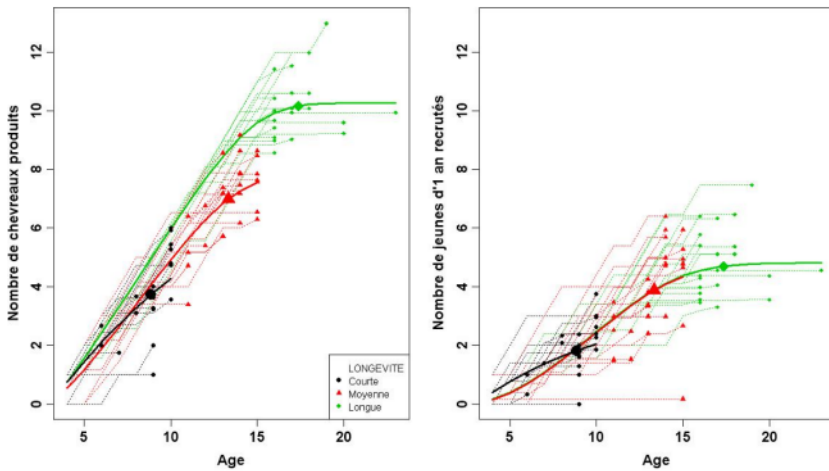 Nombre de chevreaux produits
12
10
8
6
4
2
0
5 10 15 20
Age
LONGEVITE
Courte
Moyenne
Longue
Nombre de jeunes d'1 an recrutés
12
10
8
6
4
2
0
5 10 15 20
Age